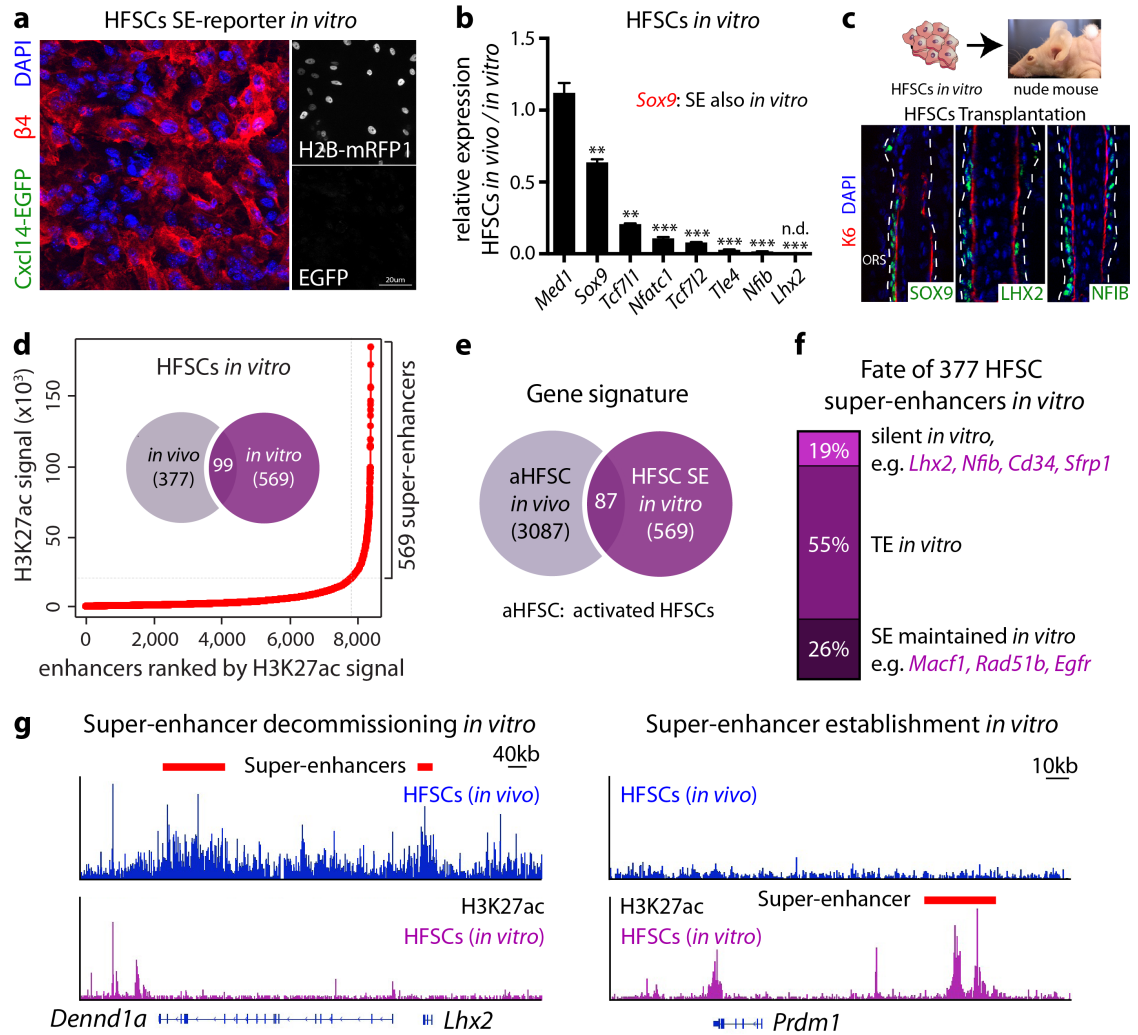 a
HFSCs SE-reporter in vitro
Cxcl14-EGFP β4 DAPI
H2B-mRFP1
EGFP
20um
b
HFSCs in vitro
relative expression
HFSCs in vivo / in vitro
1.5
1.0
0.5
0.0
Sox9: SE also in vitro
**
**
***
***
***
***
n.d.
***
Med1
Sox9
Tcf7l1
Nfatc1
Tcf7l2
Tle4
Nfib
Lhx2
c
HFSCs in vitro
nude mouse
HFSCs Transplantation
K6 DAPI
ORS
SOX9
LHX2
NFIB
d
HFSCs in vitro
H3K27ac signal (x10³)
150
100
50
0
in vivo
(377)
99
in vitro
(569)
569 super-enhancers
0
2,000
4,000
6,000
8,000
enhancers ranked by H3K27ac signal
e
Gene signature
aHFSC
in vivo
(3087)
87
HFSC SE
in vitro
(569)
aHFSC: activated HFSCs
f
Fate of 377 HFSC
super-enhancers in vitro
19%
silent in vitro,
e.g. Lhx2, Nfib, Cd34, Sfrp1
55%
TE in vitro
26%
SE maintained in vitro
e.g. Macf1, Rad51b, Egfr
g
Super-enhancer decommissioning in vitro
40kb
Super-enhancers
HFSCs (in vivo)
H3K27ac
HFSCs (in vitro)
Dennd1a
Lhx2
Super-enhancer establishment in vitro
10kb
HFSCs (in vivo)
Super-enhancer
H3K27ac
HFSCs (in vitro)
Prdm1